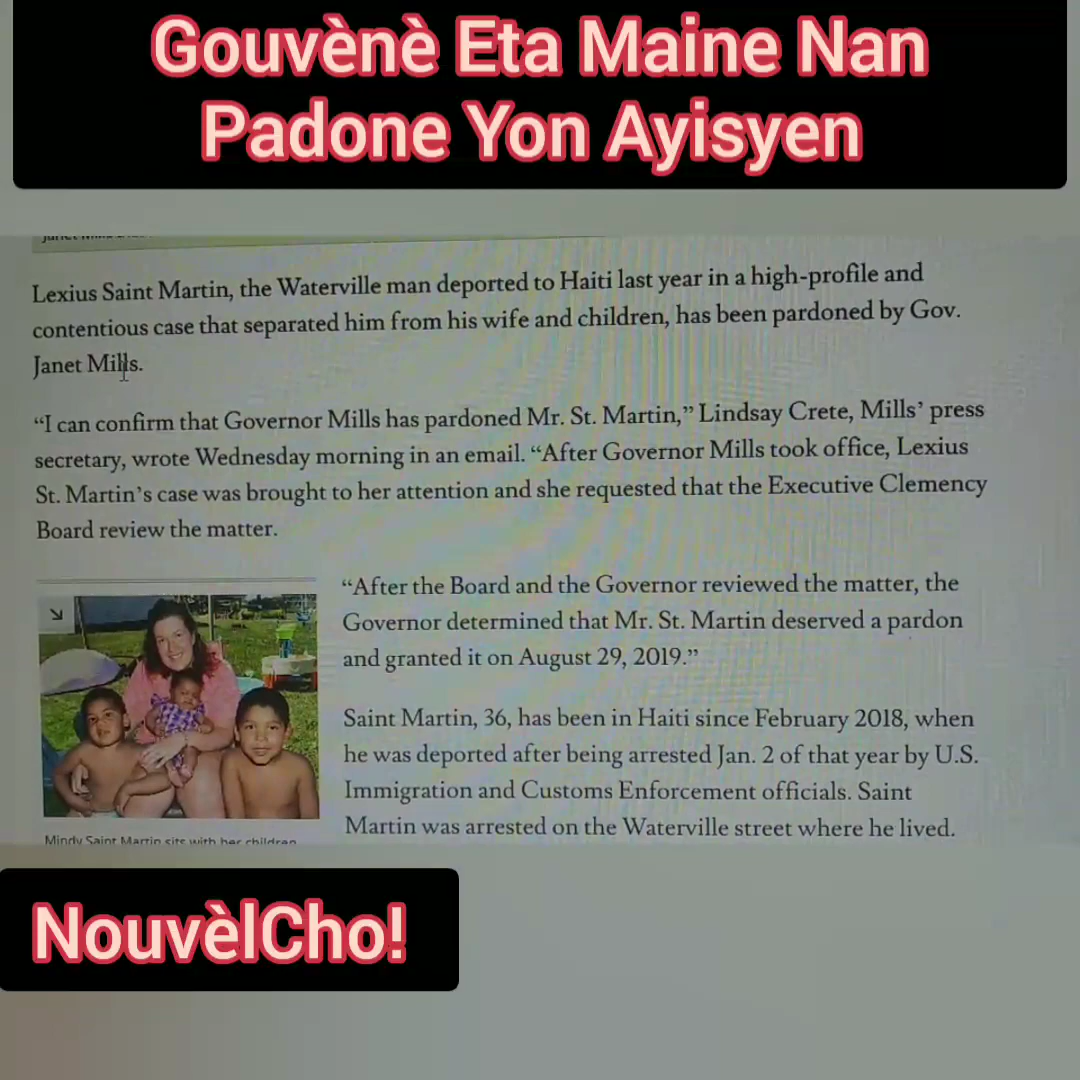 Gouvènè Eta Maine Nan
Padone Yon Ayisyen
Lexius Saint Martin, the Waterville man deported to Haiti last year in a high-profile and
contentious case that separated him from his wife and children, has been pardoned by Gov.
Janet Mills.
“I can confirm that Governor Mills has pardoned Mr. St. Martin,” Lindsay Crete, Mills’ press
secretary, wrote Wednesday morning in an email. “After Governor Mills took office, Lexius
St. Martin’s case was brought to her attention and she requested that the Executive Clemency
Board review the matter.
“After the Board and the Governor reviewed the matter, the
Governor determined that Mr. St. Martin deserved a pardon
and granted it on August 29, 2019.”
Saint Martin, 36, has been in Haiti since February 2018, when
he was deported after being arrested Jan. 2 of that year by U.S.
Immigration and Customs Enforcement officials. Saint
Martin was arrested on the Waterville street where he lived.
Mindy Saint Martin sits with her children
NouvèlCho!